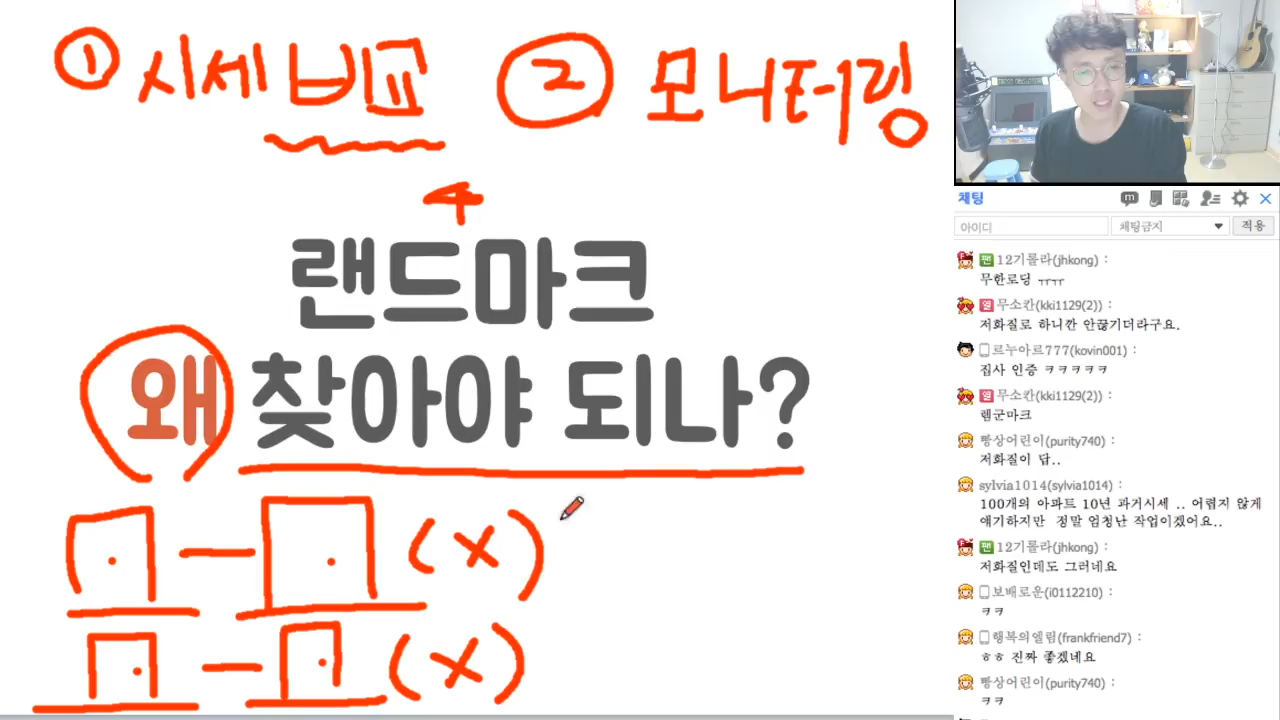 ① 시세비교 ② 모니터링
랜드마크
왜 찾아야 되나?
(X)
(X)
채팅
아이디 채팅금지 적용
팬 12기롤라(jhkong) :
무한로딩 ㅜㅜㅜ
열 무소칸(kki1129(2)) :
저화질로 하니깐 안끊기더라구요.
르누아르777(kovin001) :
집사 인증 ㅋㅋㅋㅋㅋ
열 무소칸(kki1129(2)) :
렘군마크
빵상어린이(purity740) :
저화질이 답..
sylvia1014(sylvia1014) :
100개의 아파트 10년 과거시세 .. 어렵지 않게
얘기하지만 정말 엄청난 작업이겠어요..
팬 12기롤라(jhkong) :
저화질인데도 그러네요
보배로운(i0112210) :
ㅋㅋ
행복의엘림(frankfriend7) :
ㅎㅎ 진짜 좋겠네요
빵상어린이(purity740) :
ㅋㅋ